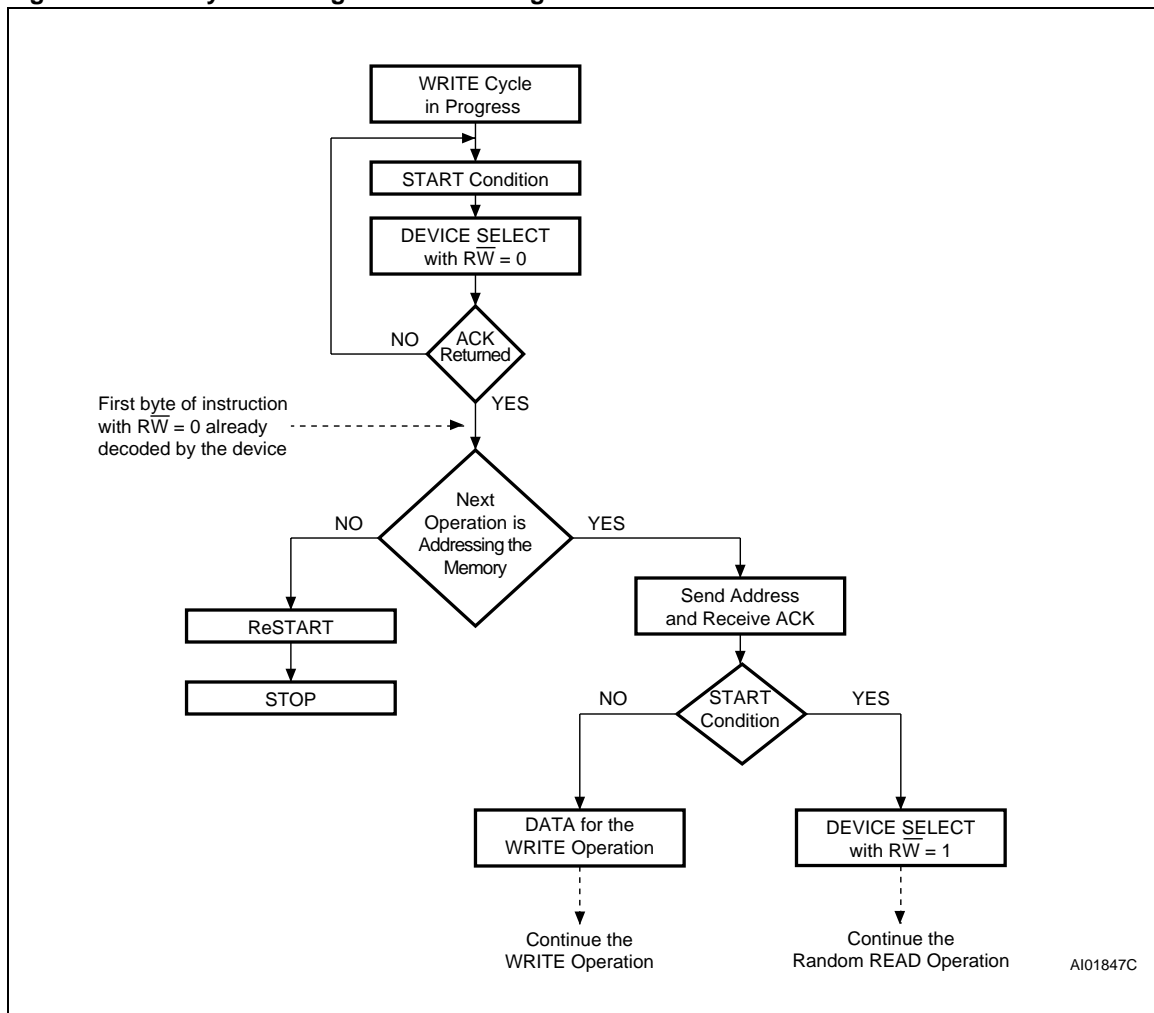 WRITE Cycle
in Progress
START Condition
DEVICE SELECT
with RW̅ = 0
NO
ACK
Returned
YES
First byte of instruction
with RW̅ = 0 already
decoded by the device
NO
Next
Operation is
Addressing the
Memory
YES
ReSTART
STOP
Send Address
and Receive ACK
NO
START
Condition
YES
DATA for the
WRITE Operation
DEVICE SELECT
with RW̅ = 1
Continue the
WRITE Operation
Continue the
Random READ Operation
AI01847C